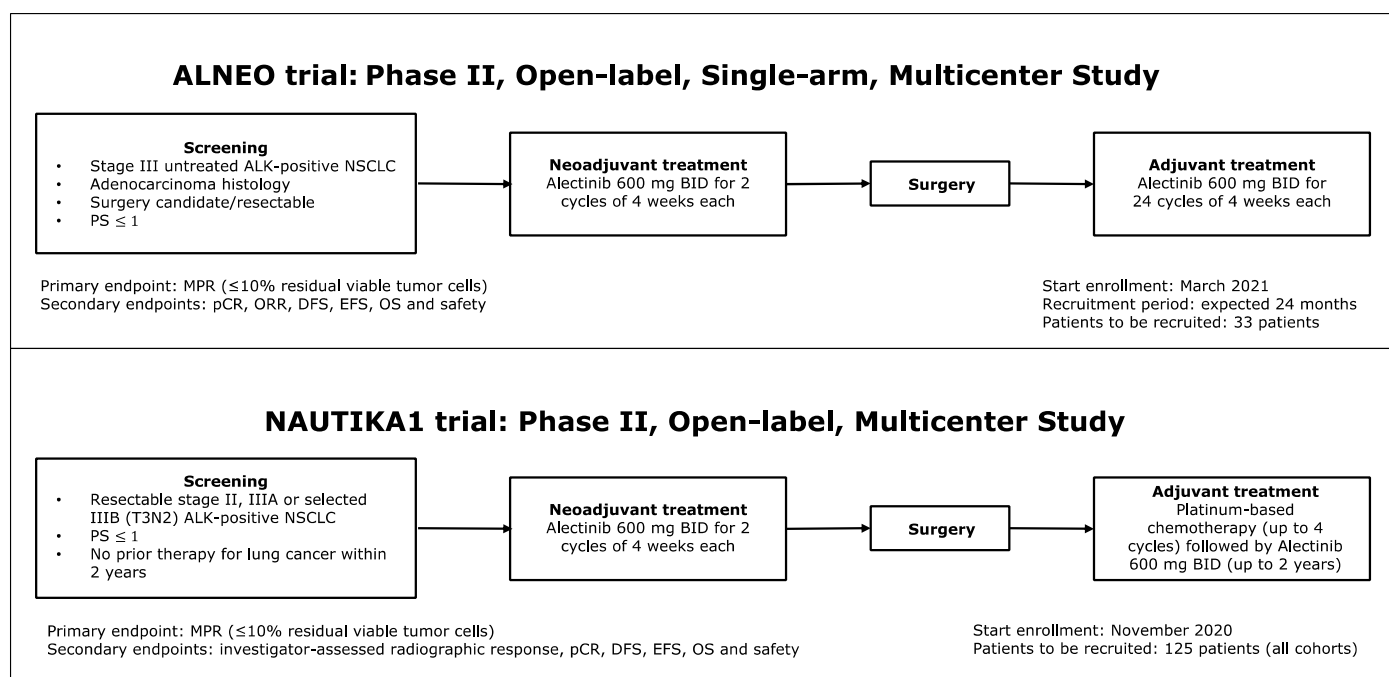 ALNEO trial: Phase II, Open-label, Single-arm, Multicenter Study
Screening
• Stage III untreated ALK-positive NSCLC
• Adenocarcinoma histology
• Surgery candidate/resectable
• PS ≤ 1
Neoadjuvant treatment
Alectinib 600 mg BID for 2
cycles of 4 weeks each
Surgery
Adjuvant treatment
Alectinib 600 mg BID for
24 cycles of 4 weeks each
Primary endpoint: MPR (≤10% residual viable tumor cells)
Secondary endpoints: pCR, ORR, DFS, EFS, OS and safety
Start enrollment: March 2021
Recruitment period: expected 24 months
Patients to be recruited: 33 patients
NAUTIKA1 trial: Phase II, Open-label, Multicenter Study
Screening
• Resectable stage II, IIIA or selected
IIIB (T3N2) ALK-positive NSCLC
• PS ≤ 1
• No prior therapy for lung cancer within
2 years
Neoadjuvant treatment
Alectinib 600 mg BID for 2
cycles of 4 weeks each
Surgery
Adjuvant treatment
Platinum-based
chemotherapy (up to 4
cycles) followed by Alectinib
600 mg BID (up to 2 years)
Primary endpoint: MPR (≤10% residual viable tumor cells)
Secondary endpoints: investigator-assessed radiographic response, pCR, DFS, EFS, OS and safety
Start enrollment: November 2020
Patients to be recruited: 125 patients (all cohorts)